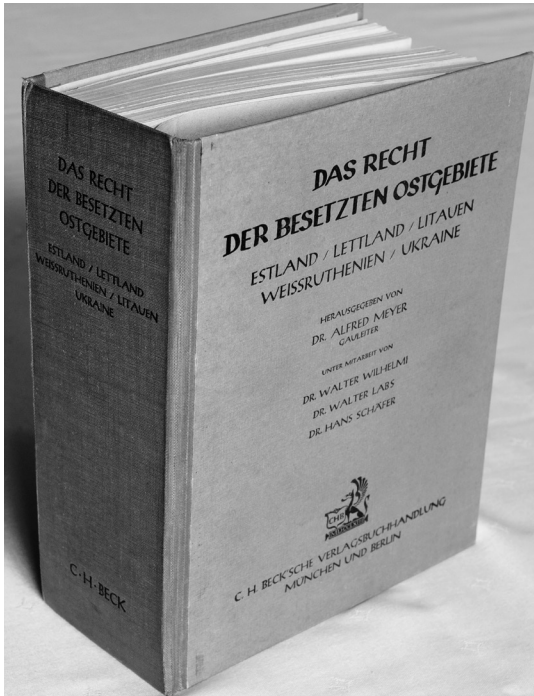 DAS RECHT
DER BESETZTEN
OSTGEBIETE
ESTLAND / LETTLAND
WEISSRUTHENIEN / LITAUEN
UKRAINE
C·H·BECK
DAS RECHT
DER BESETZTEN OSTGEBIETE
ESTLAND / LETTLAND / LITAUEN
WEISSRUTHENIEN / UKRAINE
HERAUSGEGEBEN VON
DR. ALFRED MEYER
GAULEITER
UNTER MITARBEIT VON
DR. WALTER WILHELMI
DR. WALTER LABS
DR. HANS SCHÄFER
CHB
C. H. BECK'SCHE VERLAGSBUCHHANDLUNG
MÜNCHEN UND BERLIN